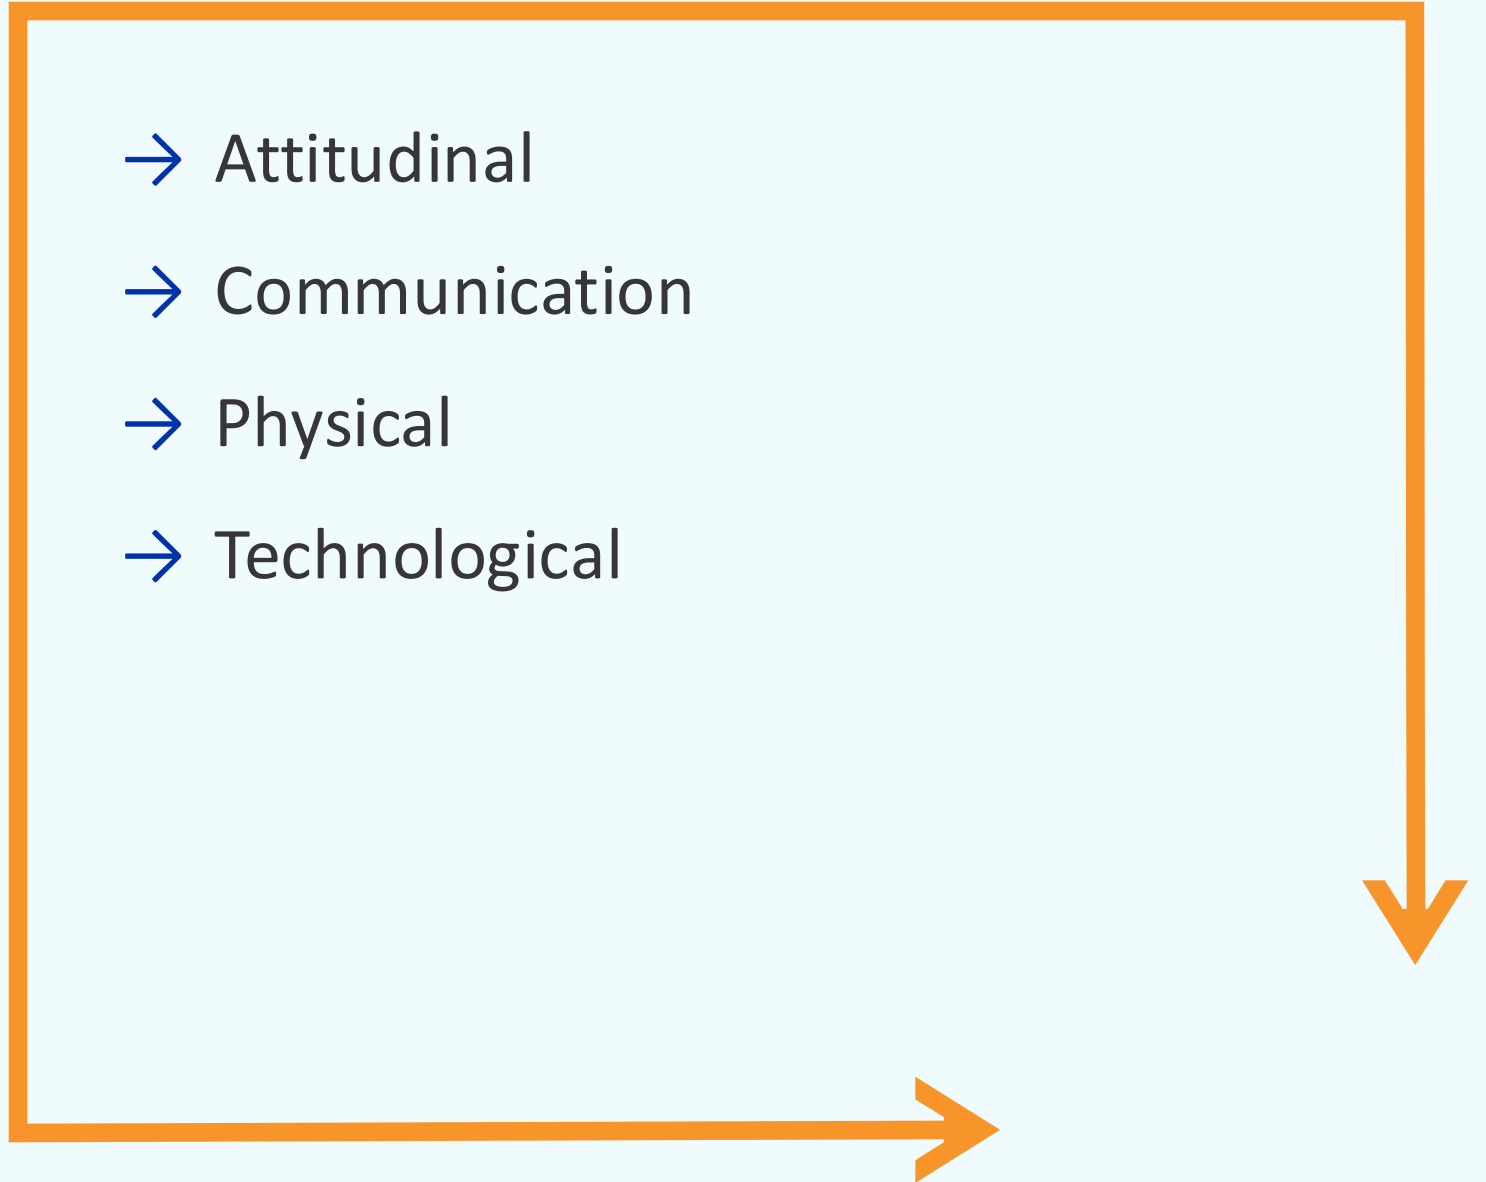 → Attitudinal
→ Communication
→ Physical
→ Technological